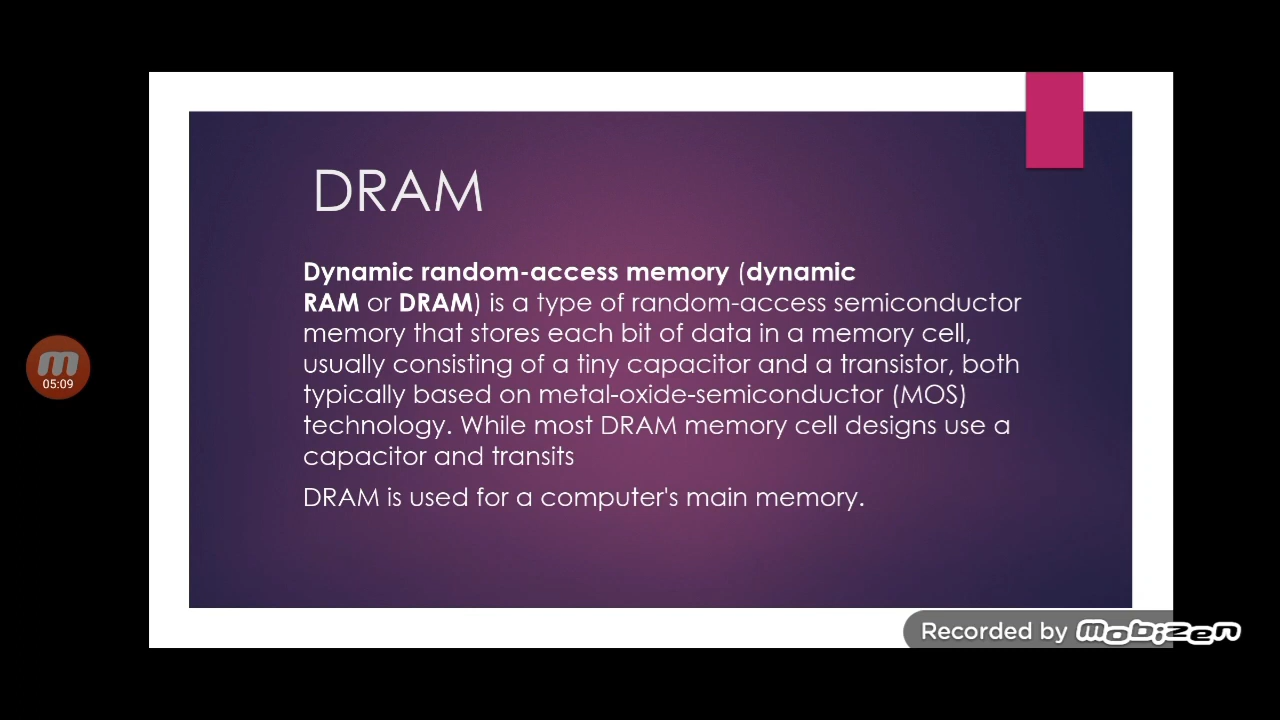 DRAM
Dynamic random-access memory (dynamic
RAM or DRAM) is a type of random-access semiconductor
memory that stores each bit of data in a memory cell,
usually consisting of a tiny capacitor and a transistor, both
typically based on metal-oxide-semiconductor (MOS)
technology. While most DRAM memory cell designs use a
capacitor and transits
DRAM is used for a computer's main memory.
m
05:09
Recorded by mobizen